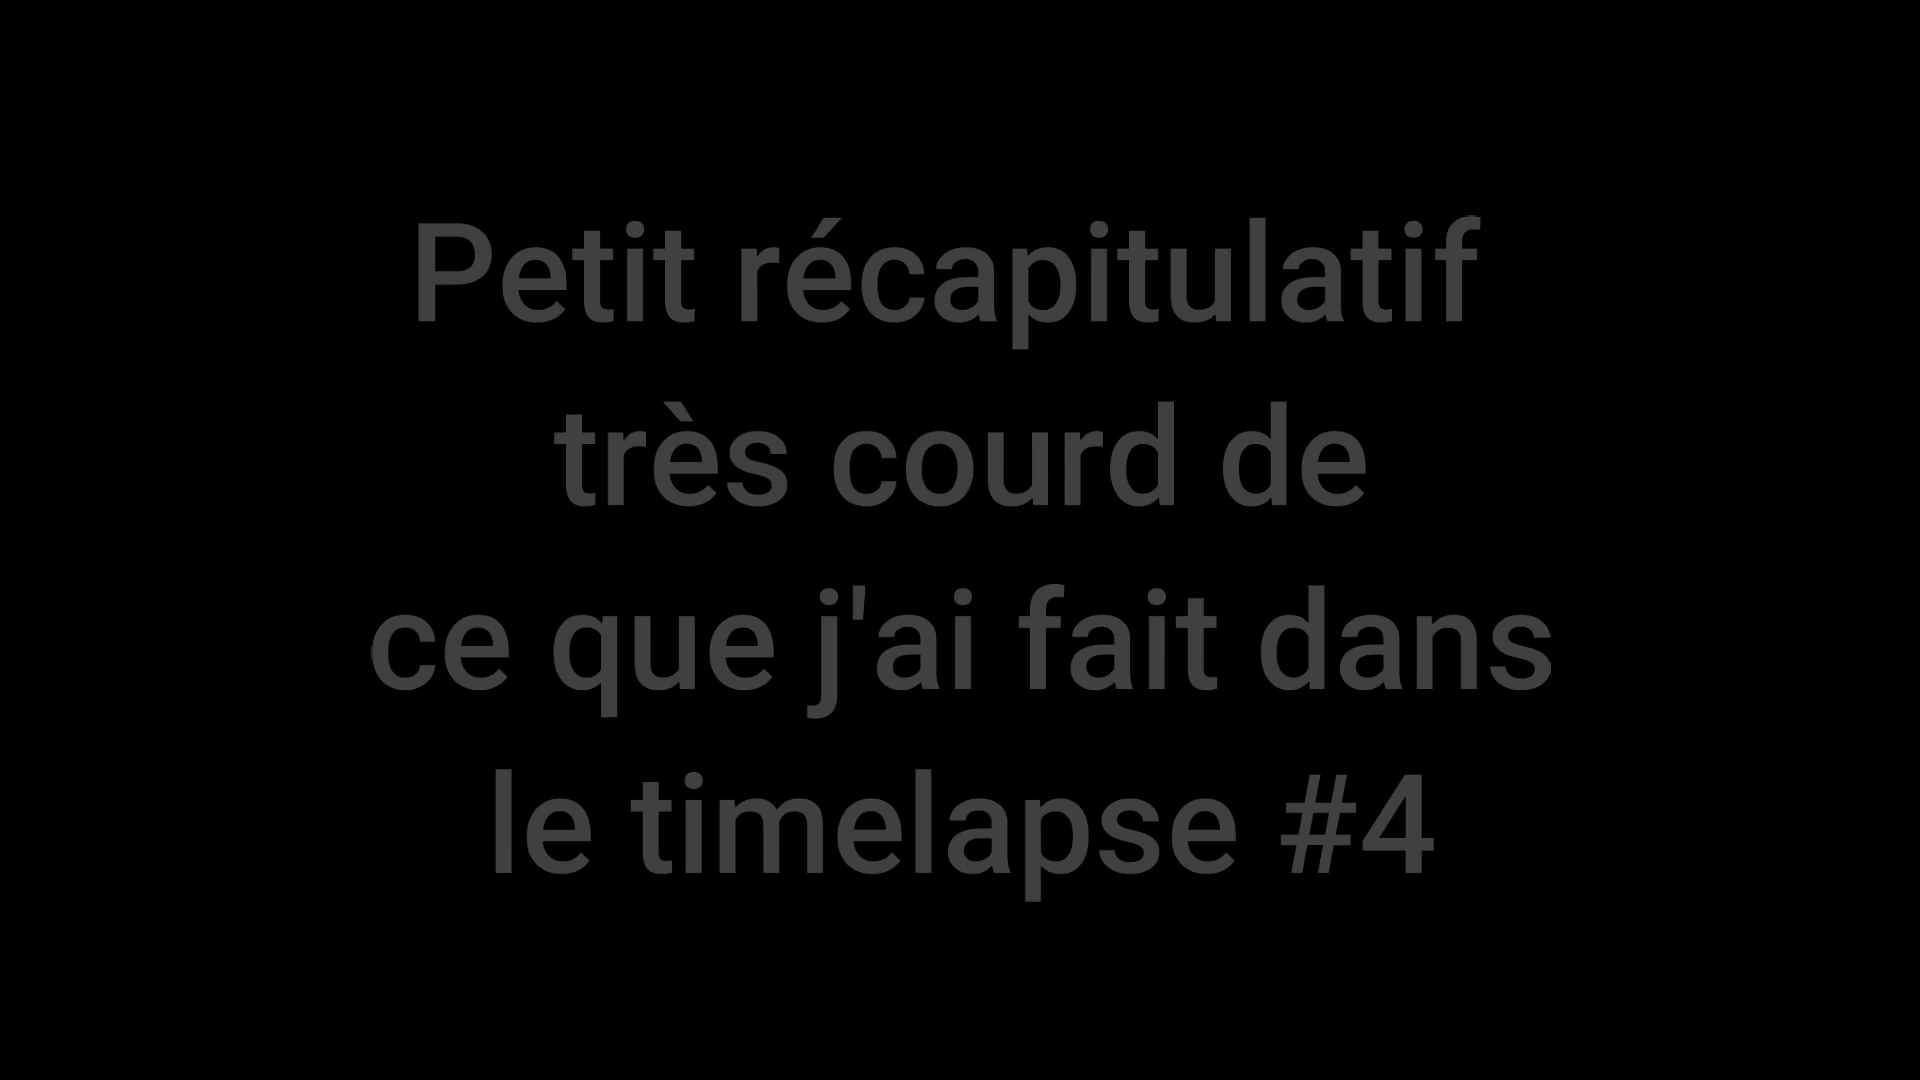 Petit récapitulatif
très courd de
ce que j'ai fait dans
le timelapse #4